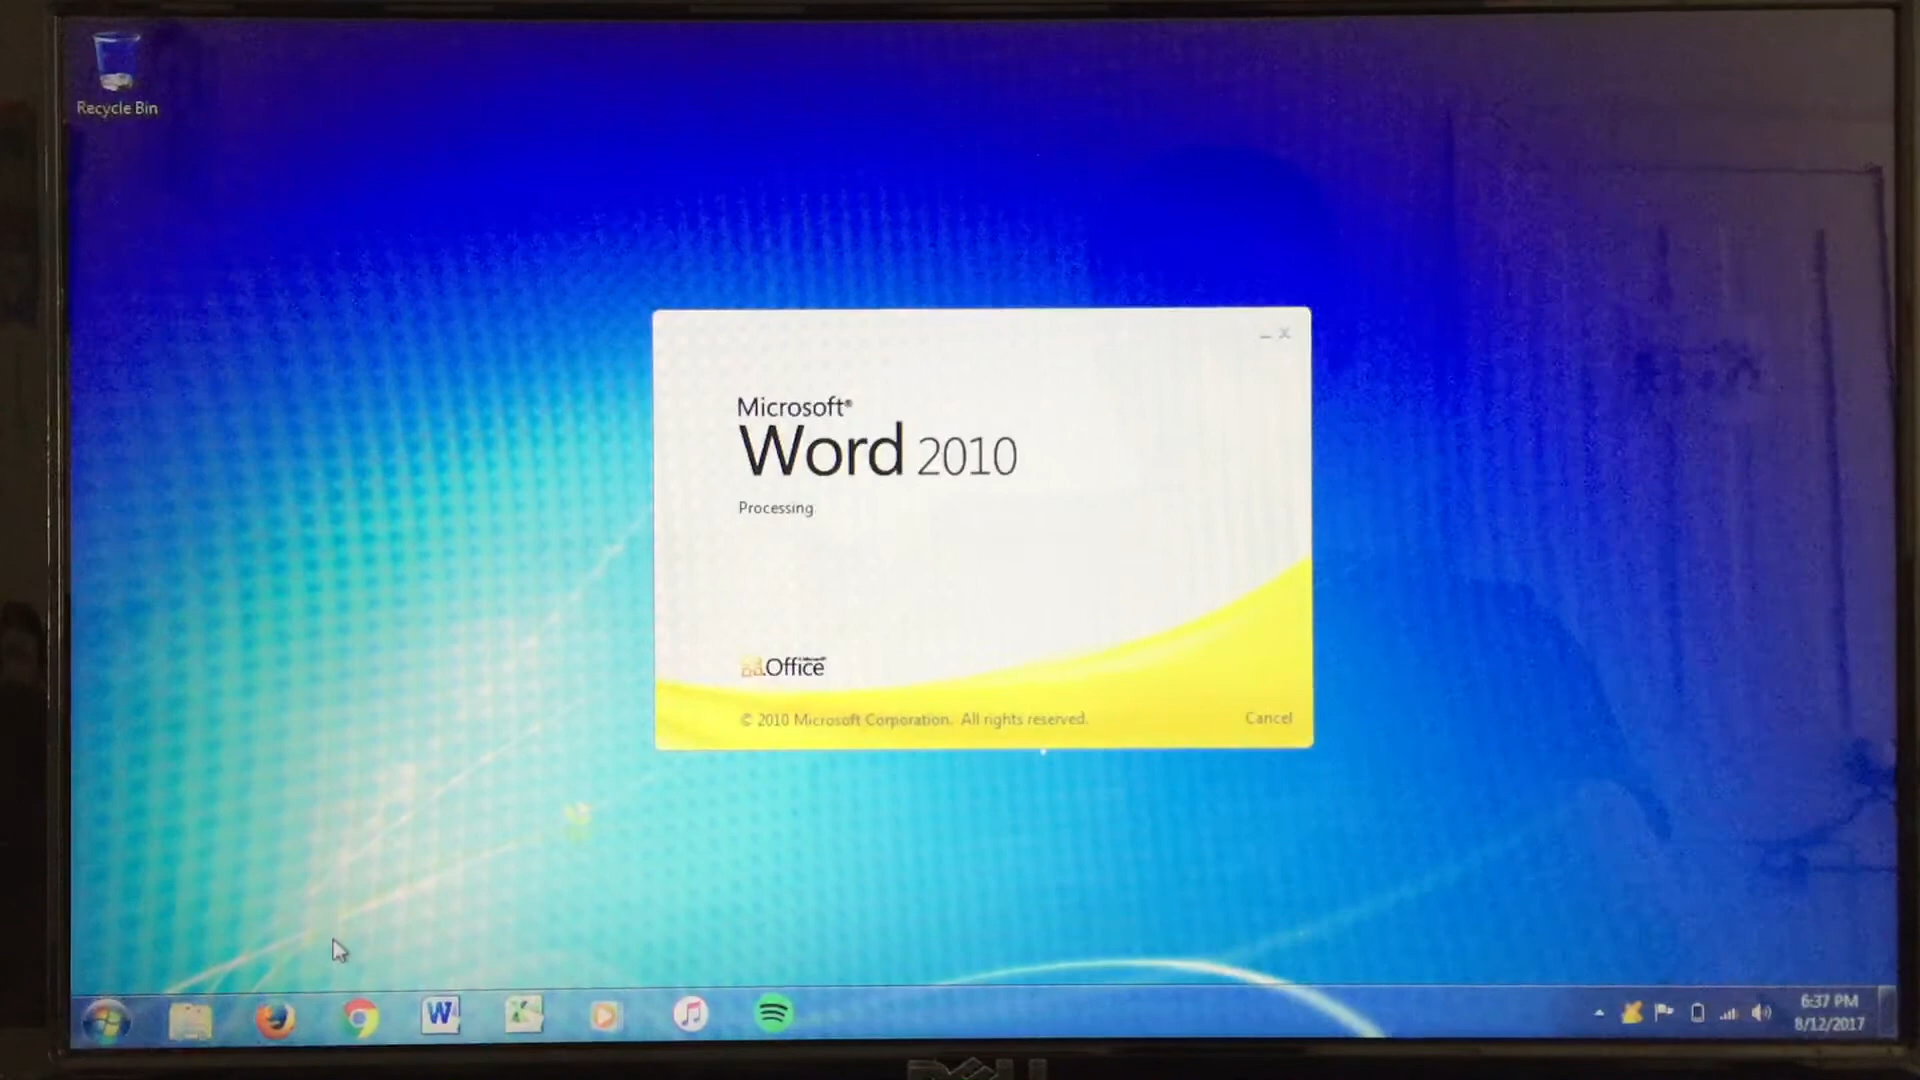 Recycle Bin
Microsoft®
Word 2010
Processing
Office
© 2010 Microsoft Corporation. All rights reserved.
Cancel
6:37 PM
8/12/2017